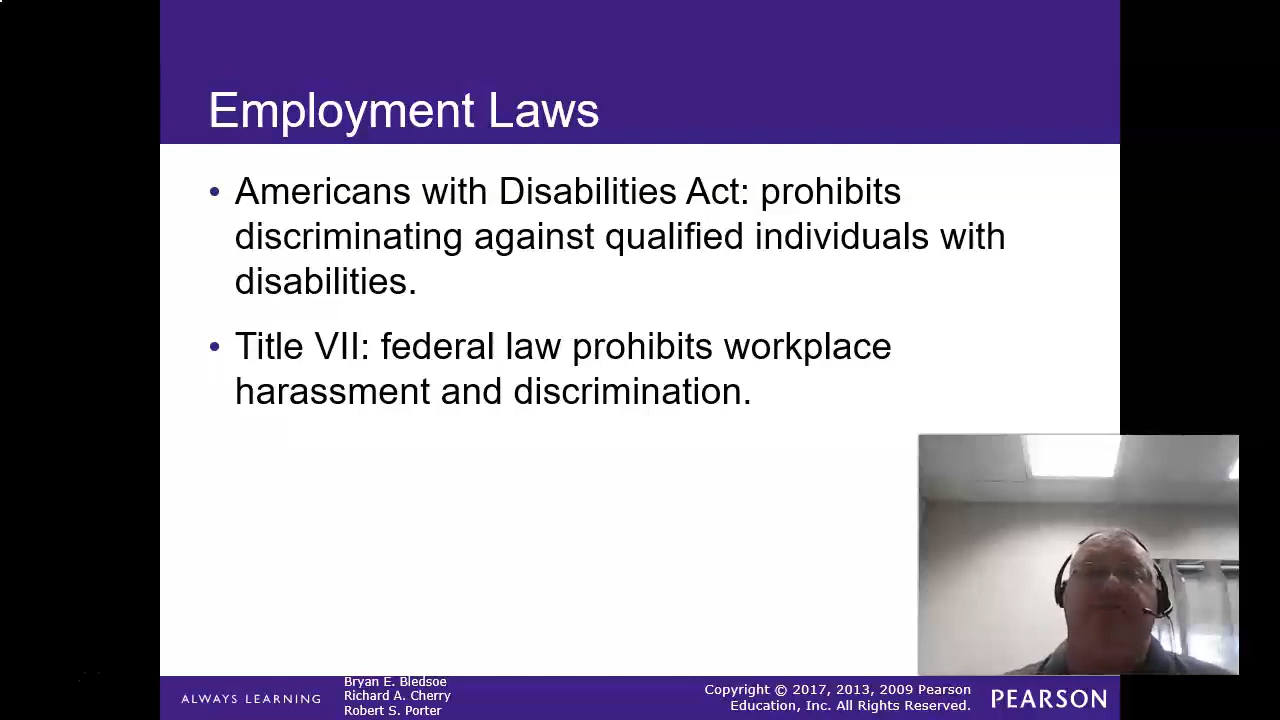 Employment Laws
• Americans with Disabilities Act: prohibits
discriminating against qualified individuals with
disabilities.
• Title VII: federal law prohibits workplace
harassment and discrimination.
ALWAYS LEARNING
Bryan E. Bledsoe
Richard A. Cherry
Robert S. Porter
Copyright © 2017, 2013, 2009 Pearson
Education, Inc. All Rights Reserved.
PEARSON